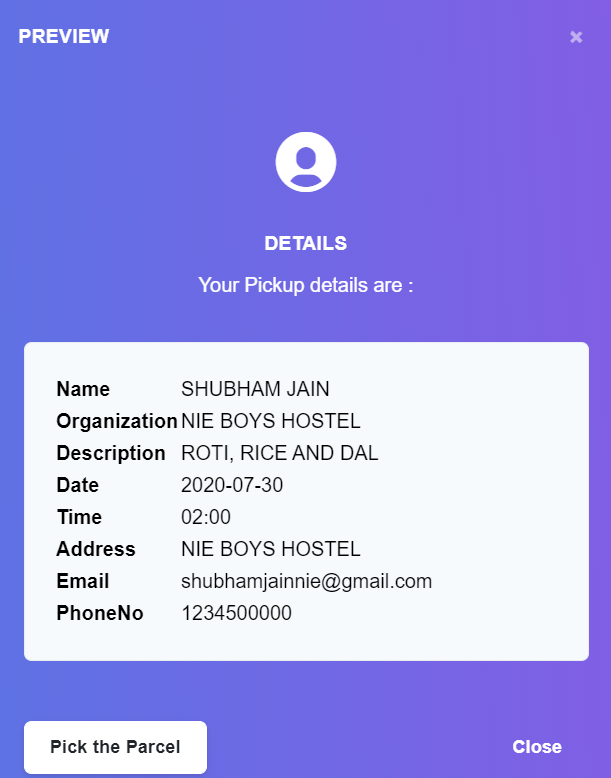 PREVIEW ×
DETAILS
Your Pickup details are :
Name SHUBHAM JAIN
Organization NIE BOYS HOSTEL
Description ROTI, RICE AND DAL
Date 2020-07-30
Time 02:00
Address NIE BOYS HOSTEL
Email shubhamjainnie@gmail.com
PhoneNo 1234500000
Pick the Parcel Close